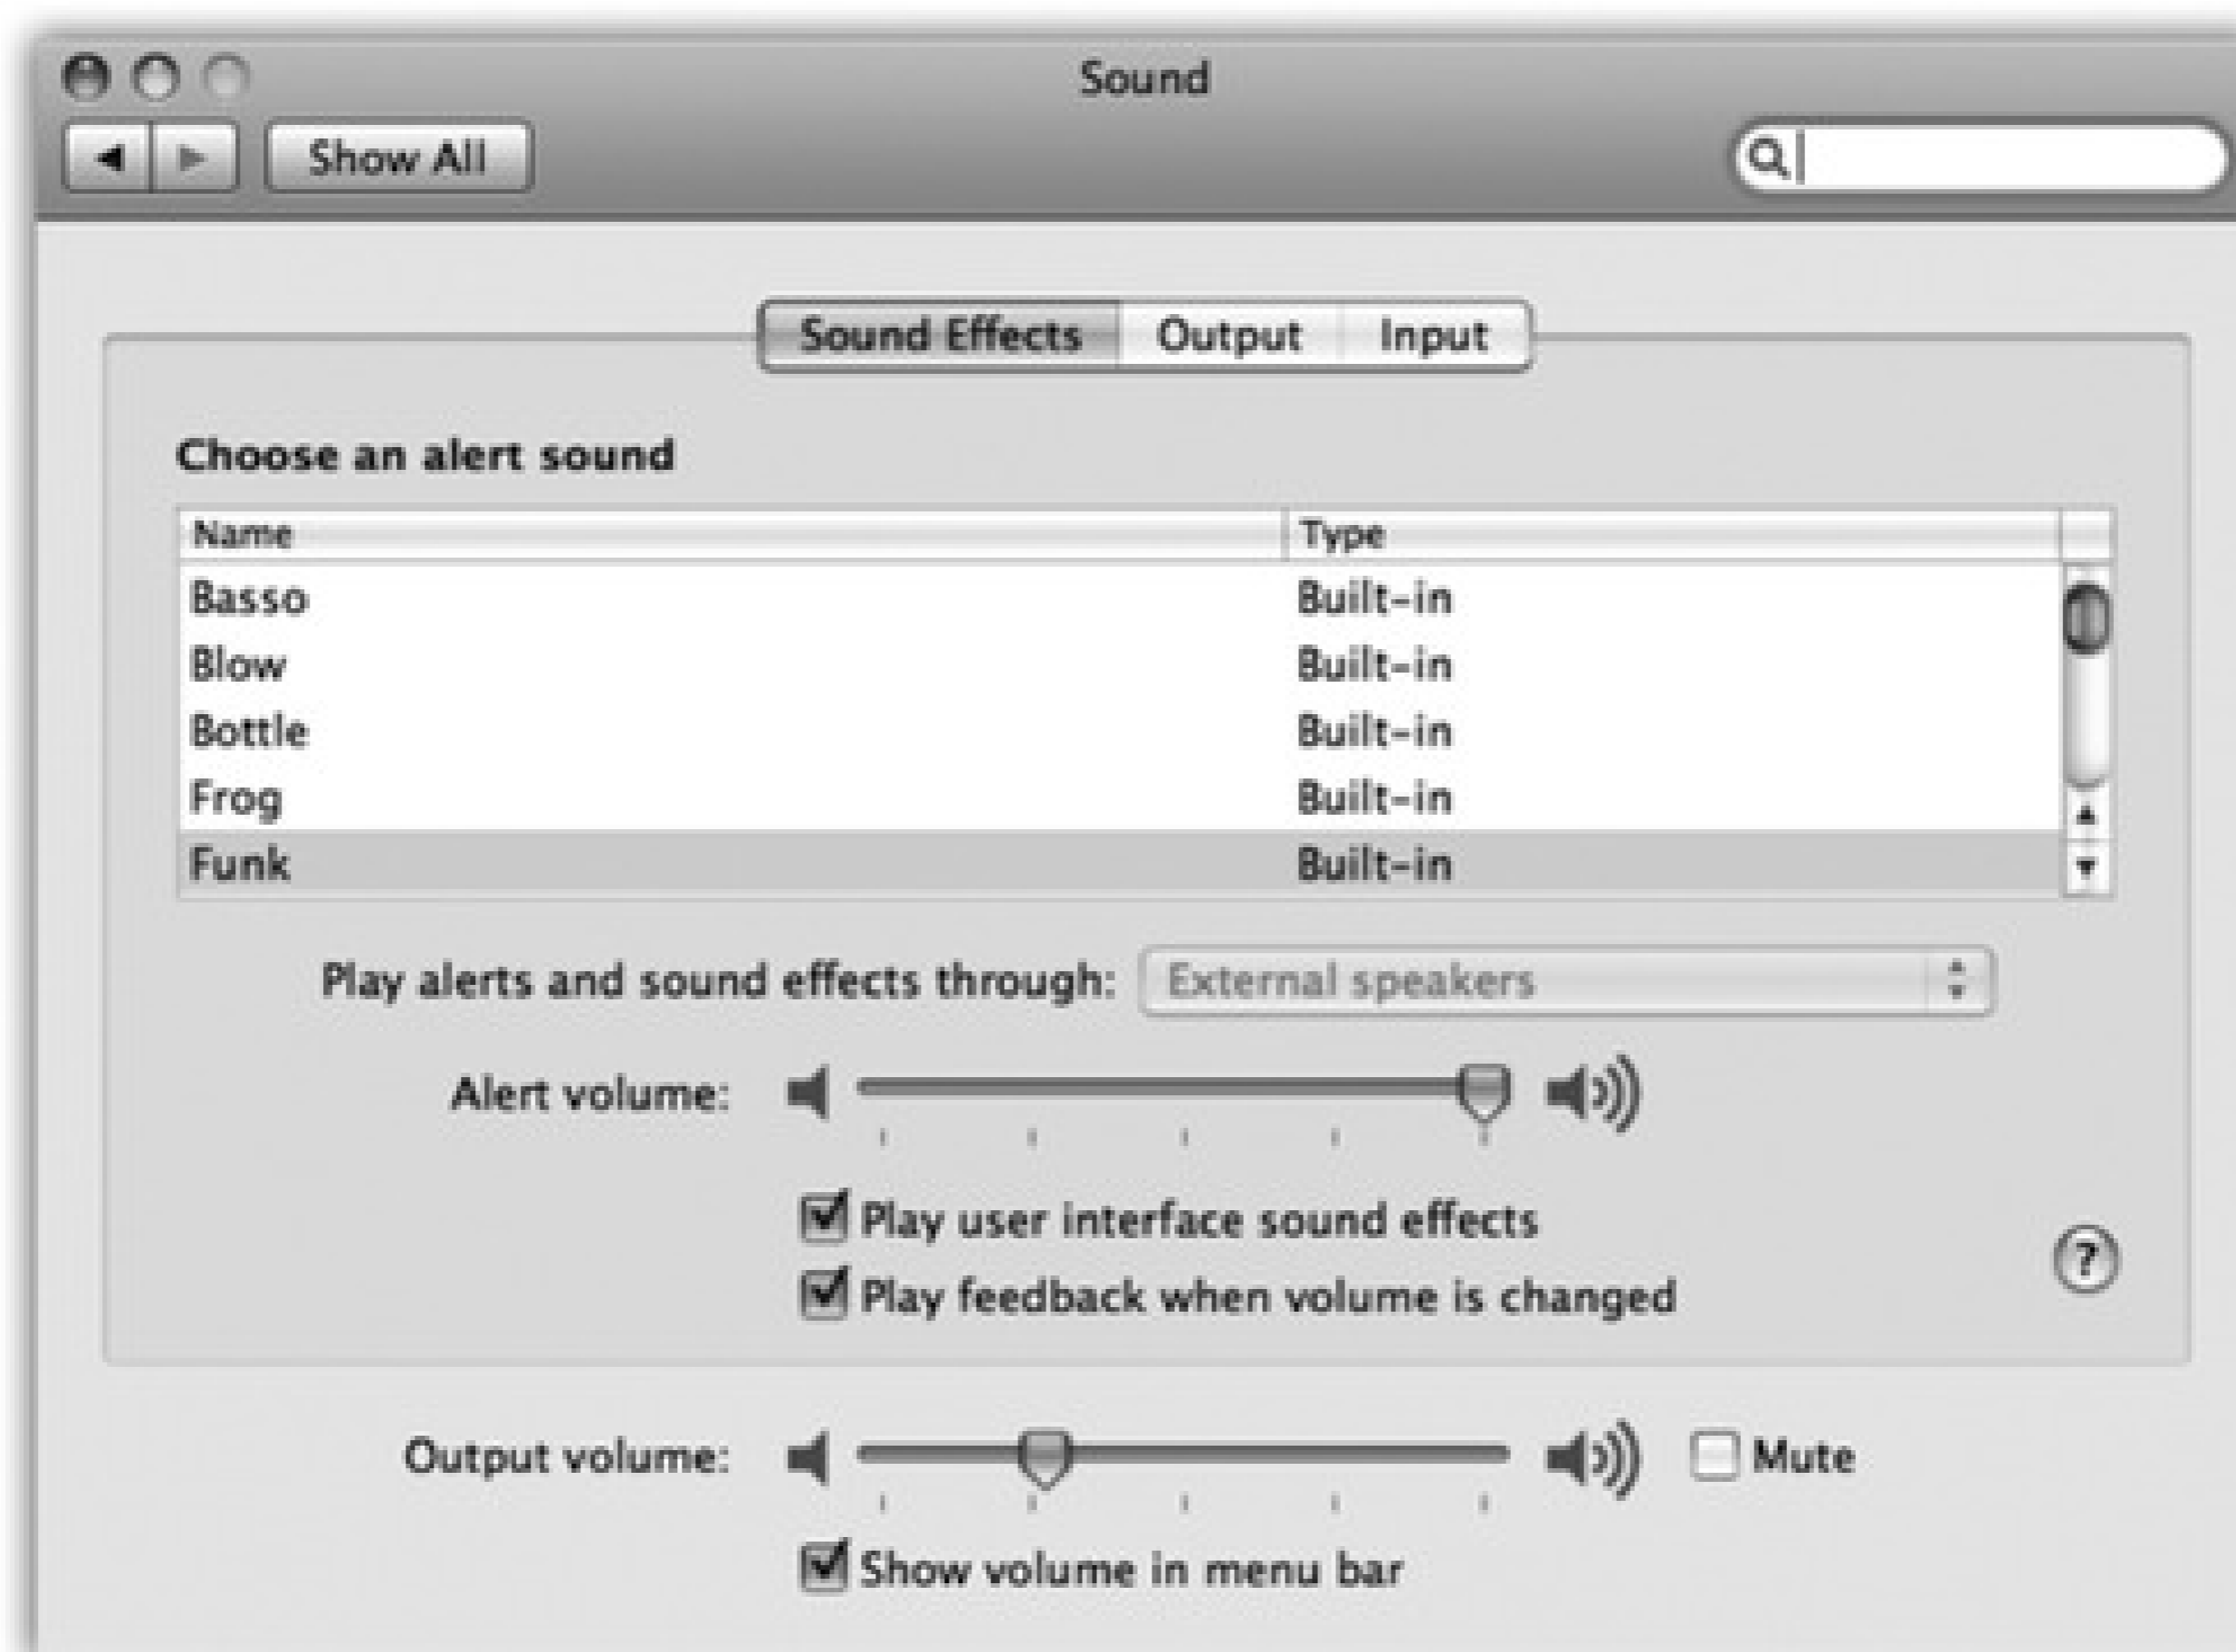 Sound
Show All
Sound Effects Output Input
Choose an alert sound
Name Type
Basso Built-in
Blow Built-in
Bottle Built-in
Frog Built-in
Funk Built-in
Play alerts and sound effects through: External speakers
Alert volume:
Play user interface sound effects
?
Play feedback when volume is changed
Output volume: Mute
Show volume in menu bar